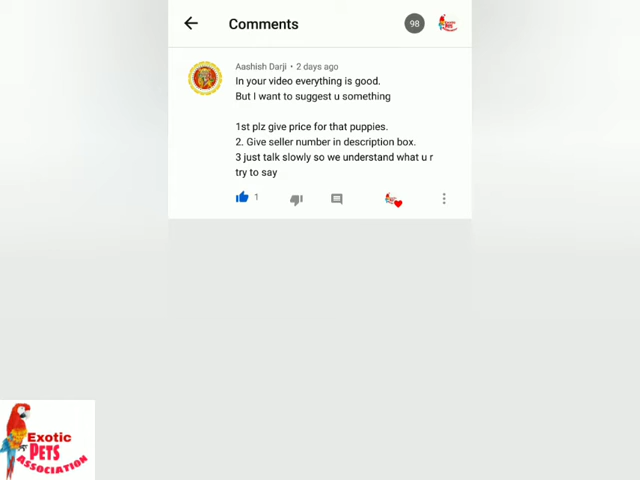 Comments
98
Aashish Darji • 2 days ago
In your video everything is good.
But I want to suggest u something
1st plz give price for that puppies.
2. Give seller number in description box.
3 just talk slowly so we understand what u r
try to say
1
Exotic
PETS
ASSOCIATION